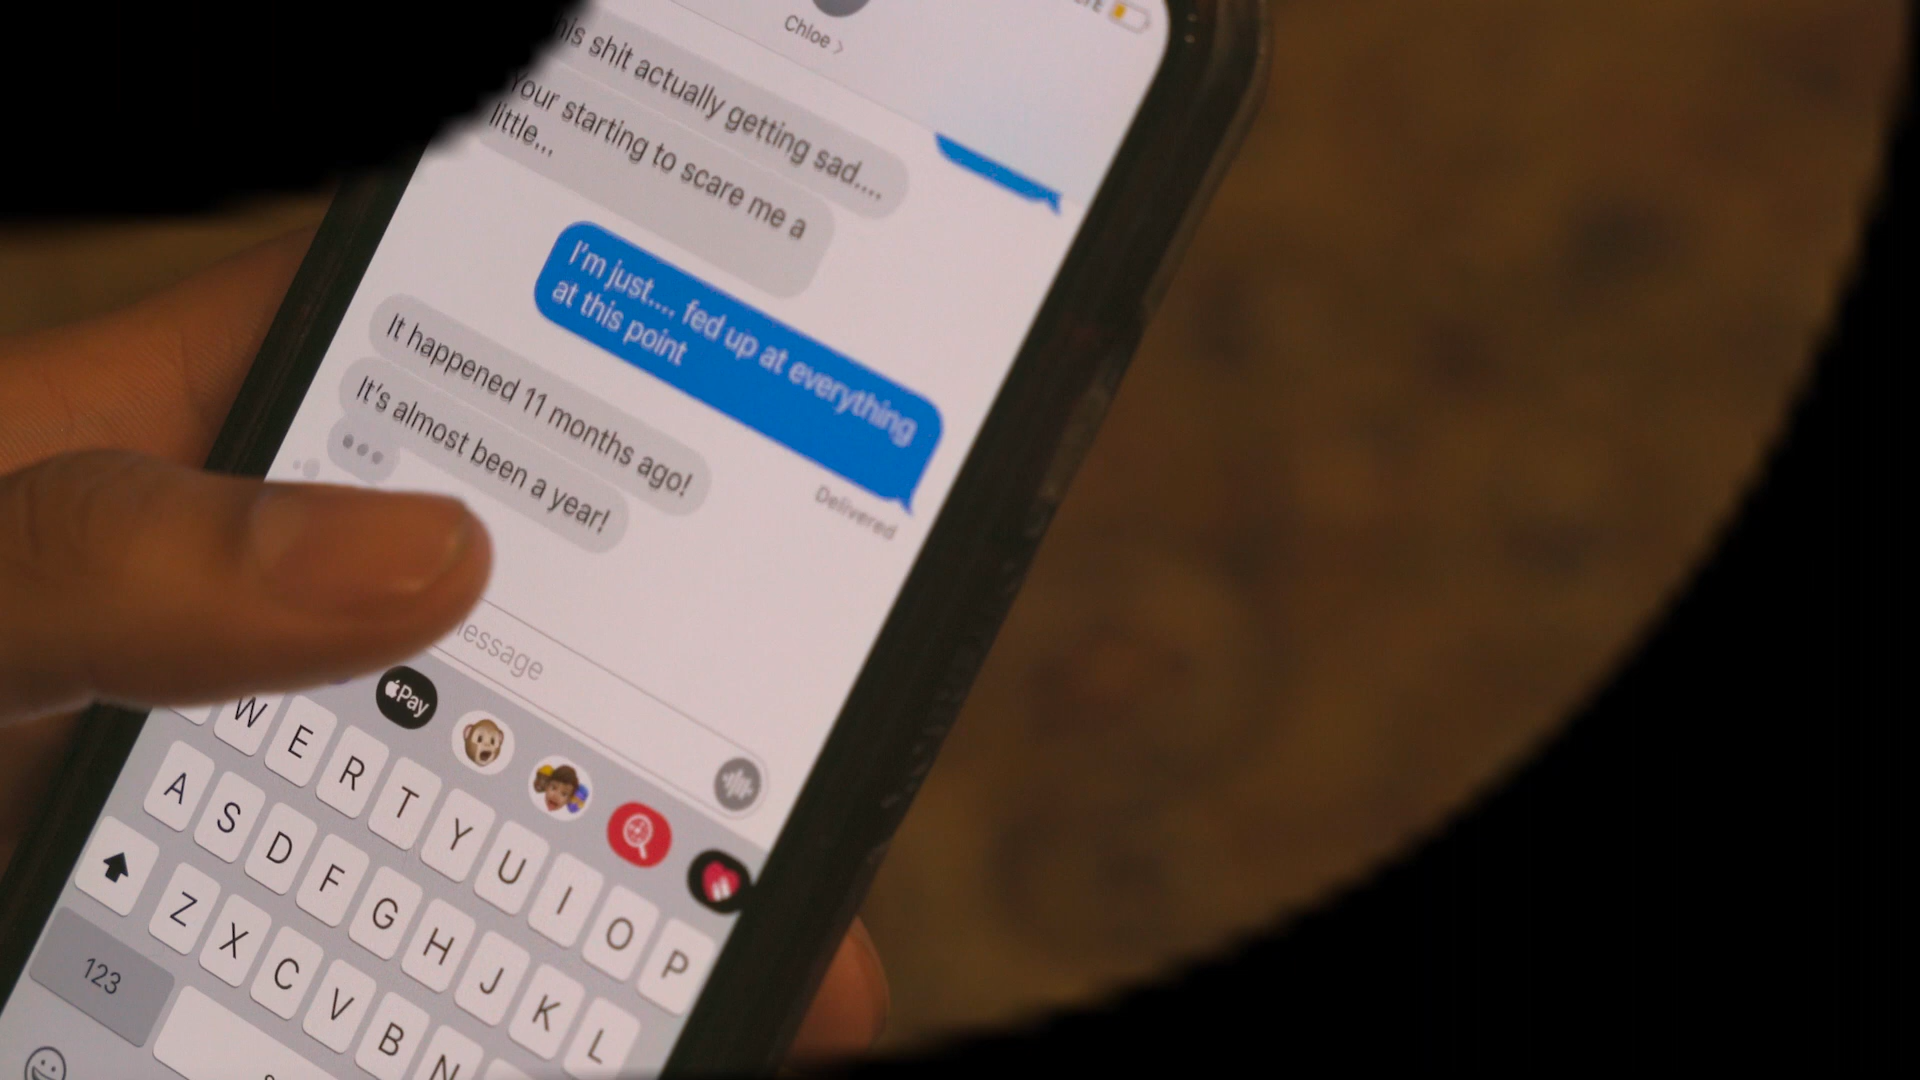 Chloe >
his shit actually getting sad....
Your starting to scare me a
little...
I'm just.... fed up at everything
at this point
Delivered
It happened 11 months ago!
It's almost been a year!
essage
Pay
W E R T Y U I O P
A S D F G H J K L
Z X C V B N
123